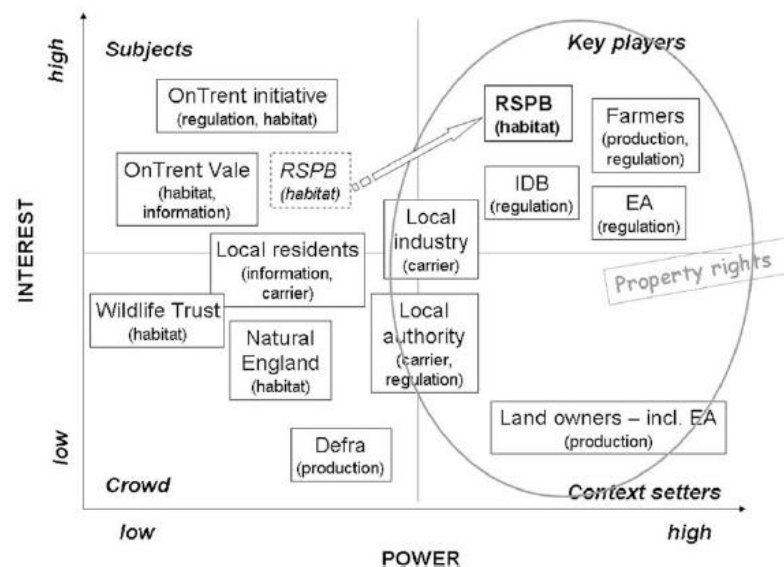 Subjects
Key players
high
OnTrent initiative
(regulation, habitat)
RSPB
(habitat)
Farmers
(production,
regulation)
OnTrent Vale
(habitat,
information)
RSPB
(habitat)
IDB
(regulation)
EA
(regulation)
Local
industry
(carrier)
INTEREST
Local residents
(information,
carrier)
Property rights
Wildlife Trust
(habitat)
Natural
England
(habitat)
Local
authority
(carrier,
regulation)
Land owners – incl. EA
(production)
Defra
(production)
low
Crowd
Context setters
low
high
POWER